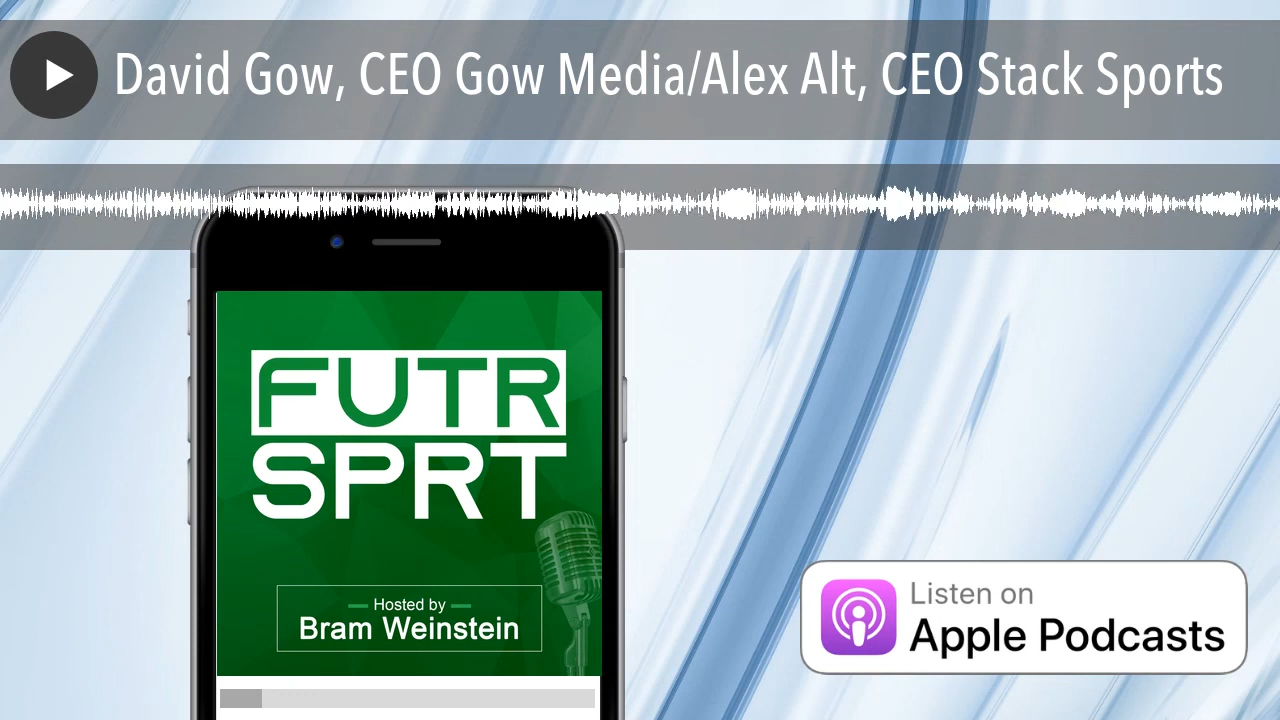 David Gow, CEO Gow Media/Alex Alt, CEO Stack Sports
FUTR
SPRT
Hosted by
Bram Weinstein
Listen on
Apple Podcasts